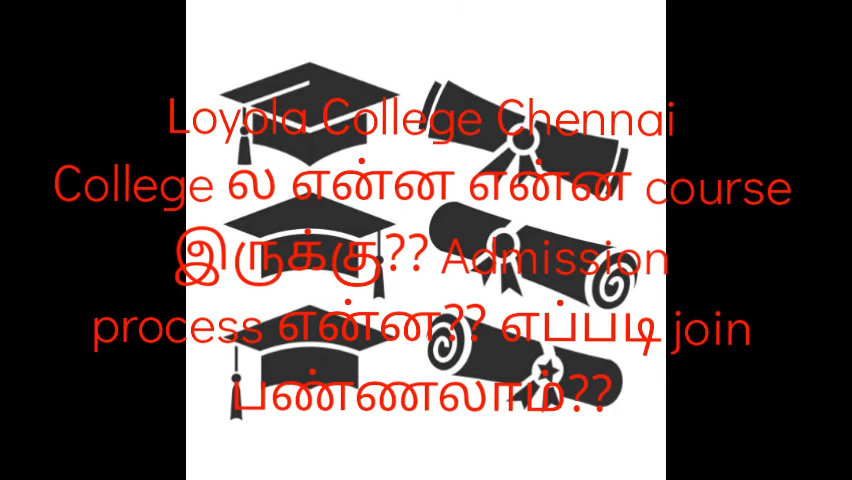 Loyola College Chennai
College ல என்ன என்ன course
இருக்கு?? Admission
process என்ன?? எப்படி join
பண்ணலாம்??